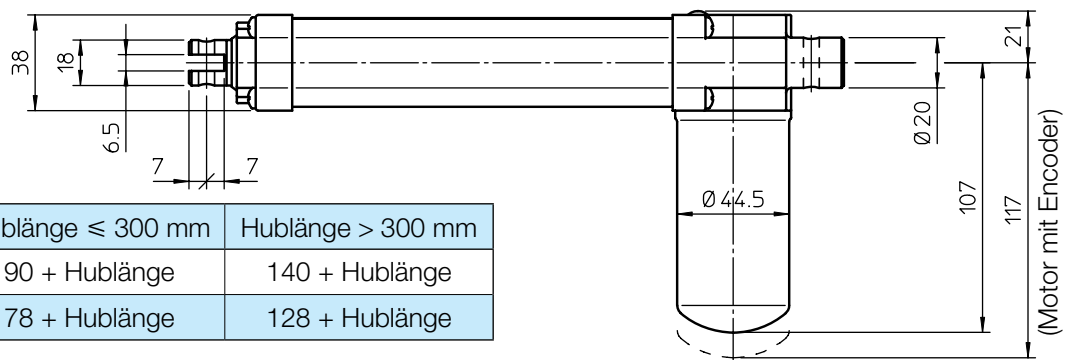 38
18
6.5
7
7
21
Ø 20
Ø 44.5
107
117
(Motor mit Encoder)
blänge ≤ 300 mm
Hublänge > 300 mm
90 + Hublänge
140 + Hublänge
78 + Hublänge
128 + Hublänge